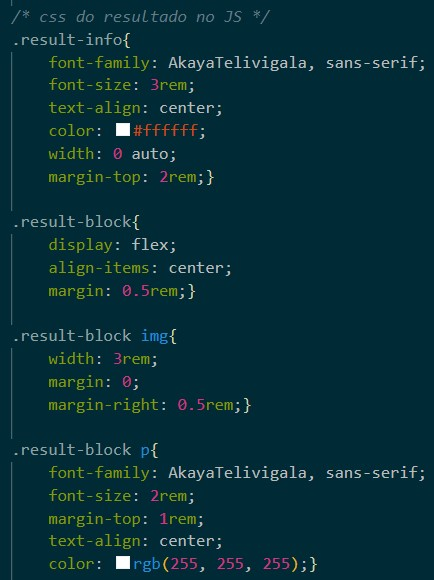 /* css do resultado no JS */
.result-info{
font-family: AkayaTelivigala, sans-serif;
font-size: 3rem;
text-align: center;
color: #ffffff;
width: 0 auto;
margin-top: 2rem;}
.result-block{
display: flex;
align-items: center;
margin: 0.5rem;}
.result-block img{
width: 3rem;
margin: 0;
margin-right: 0.5rem;}
.result-block p{
font-family: AkayaTelivigala, sans-serif;
font-size: 2rem;
margin-top: 1rem;
text-align: center;
color: rgb(255, 255, 255);}